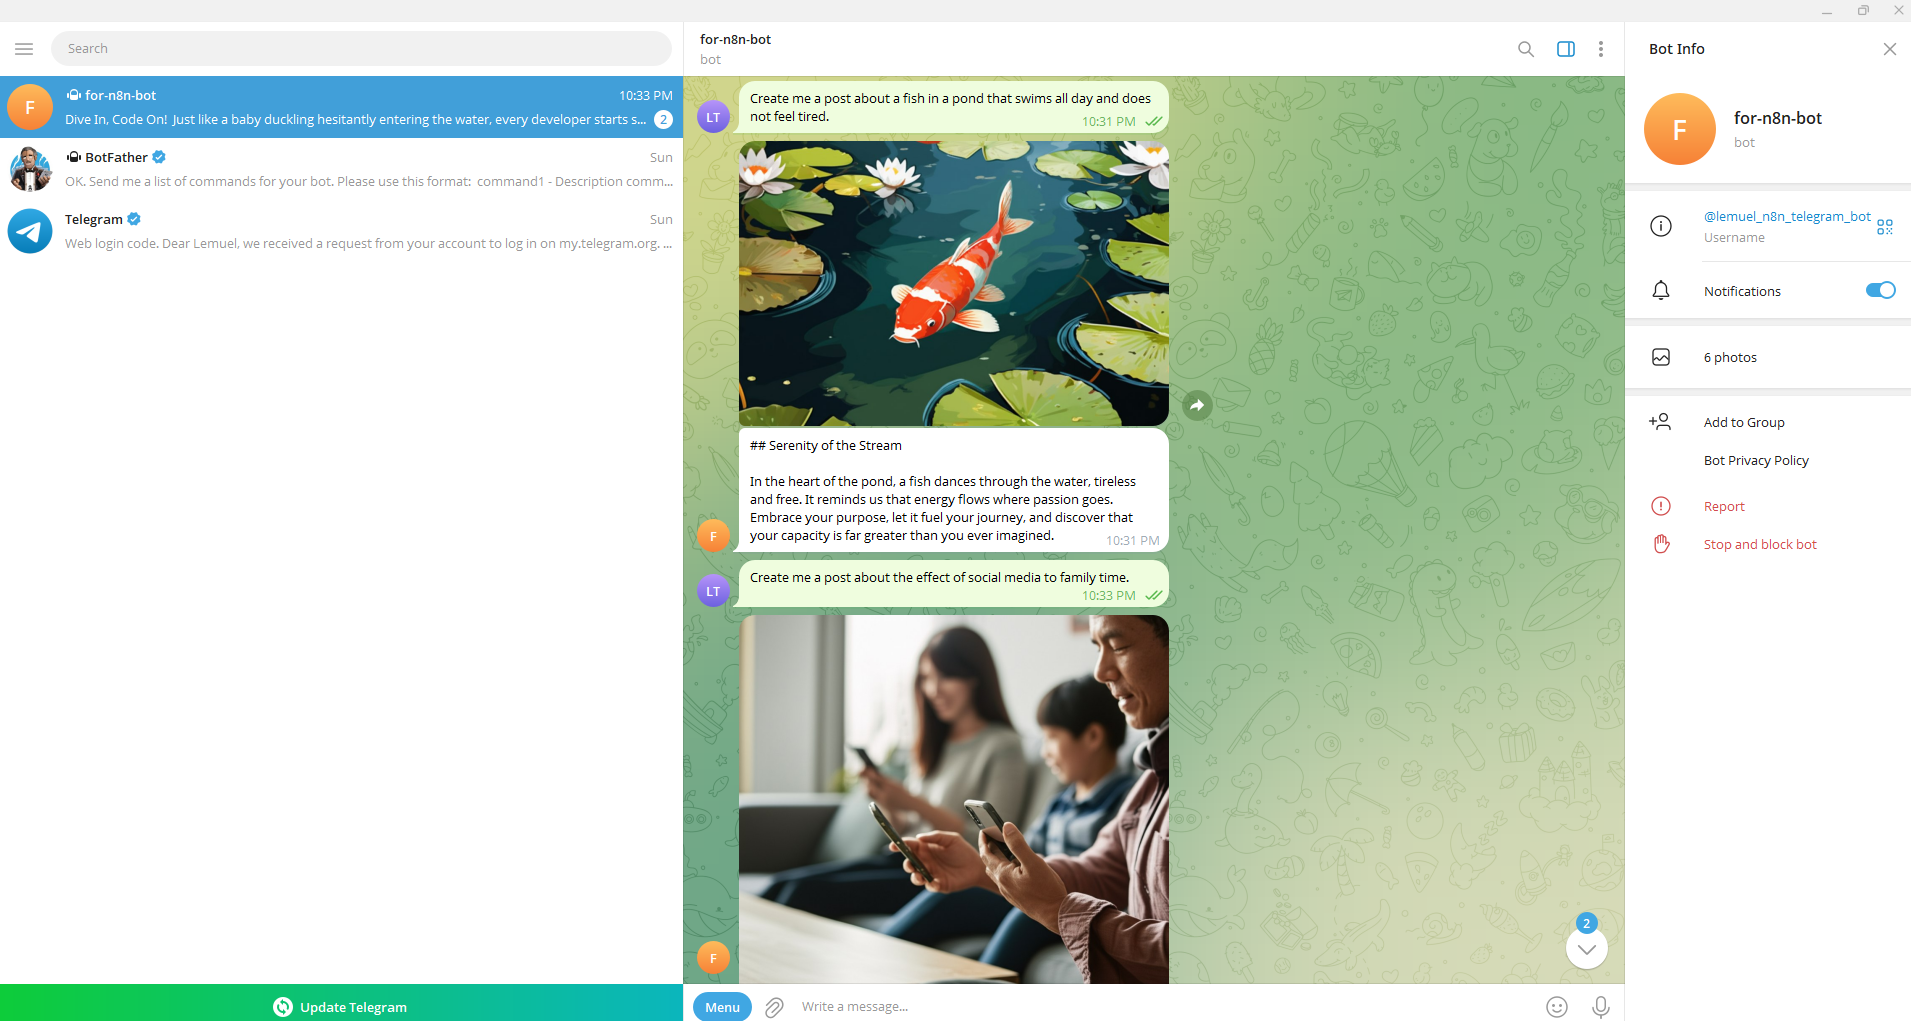 Search
F
for-n8n-bot
10:33 PM
Dive In, Code On! Just like a baby duckling hesitantly entering the water, every developer starts s...
2
BotFather
Sun
OK. Send me a list of commands for your bot. Please use this format: command1 - Description comm...
Telegram
Sun
Web login code. Dear Lemuel, we received a request from your account to log in on my.telegram.org. ...
Update Telegram
for-n8n-bot
bot
Create me a post about a fish in a pond that swims all day and does
not feel tired.
10:31 PM
LT
## Serenity of the Stream
In the heart of the pond, a fish dances through the water, tireless
and free. It reminds us that energy flows where passion goes.
Embrace your purpose, let it fuel your journey, and discover that
your capacity is far greater than you ever imagined.
10:31 PM
F
Create me a post about the effect of social media to family time.
10:33 PM
LT
F
2
Menu
Write a message...
Bot Info
F
for-n8n-bot
bot
@lemuel_n8n_telegram_bot
Username
Notifications
6 photos
Add to Group
Bot Privacy Policy
Report
Stop and block bot